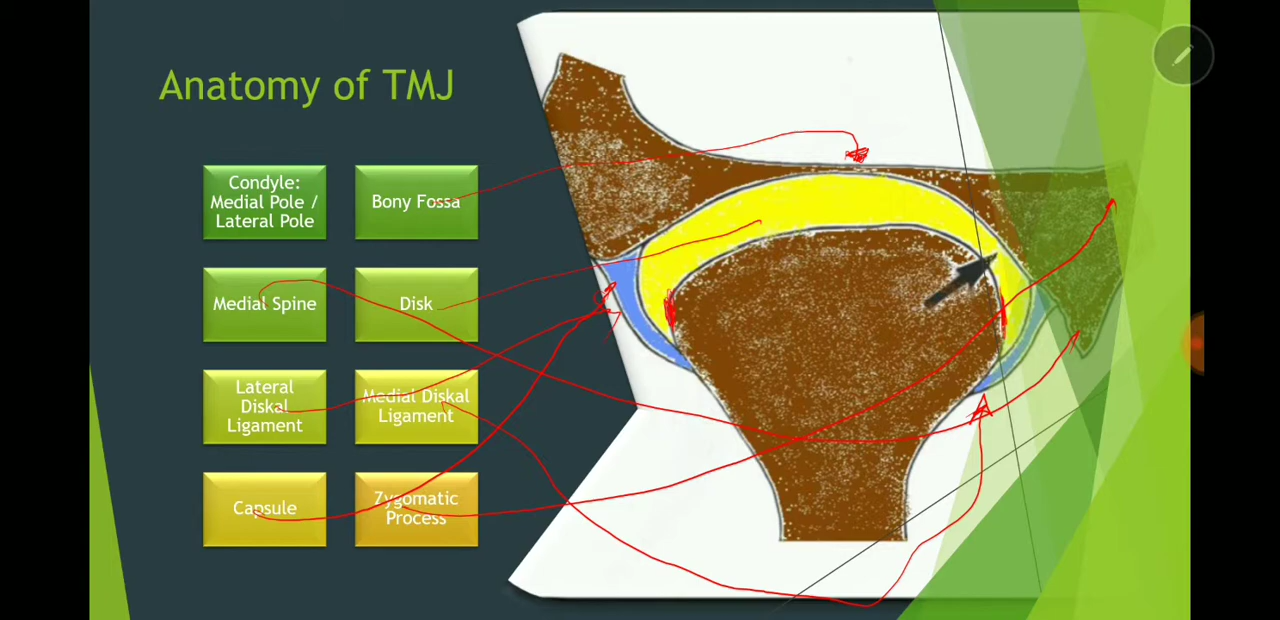 Anatomy of TMJ
Condyle:
Medial Pole /
Lateral Pole
Bony Fossa
Medial Spine
Disk
Lateral
Diskal
Ligament
Medial Diskal
Ligament
Capsule
Zygomatic
Process